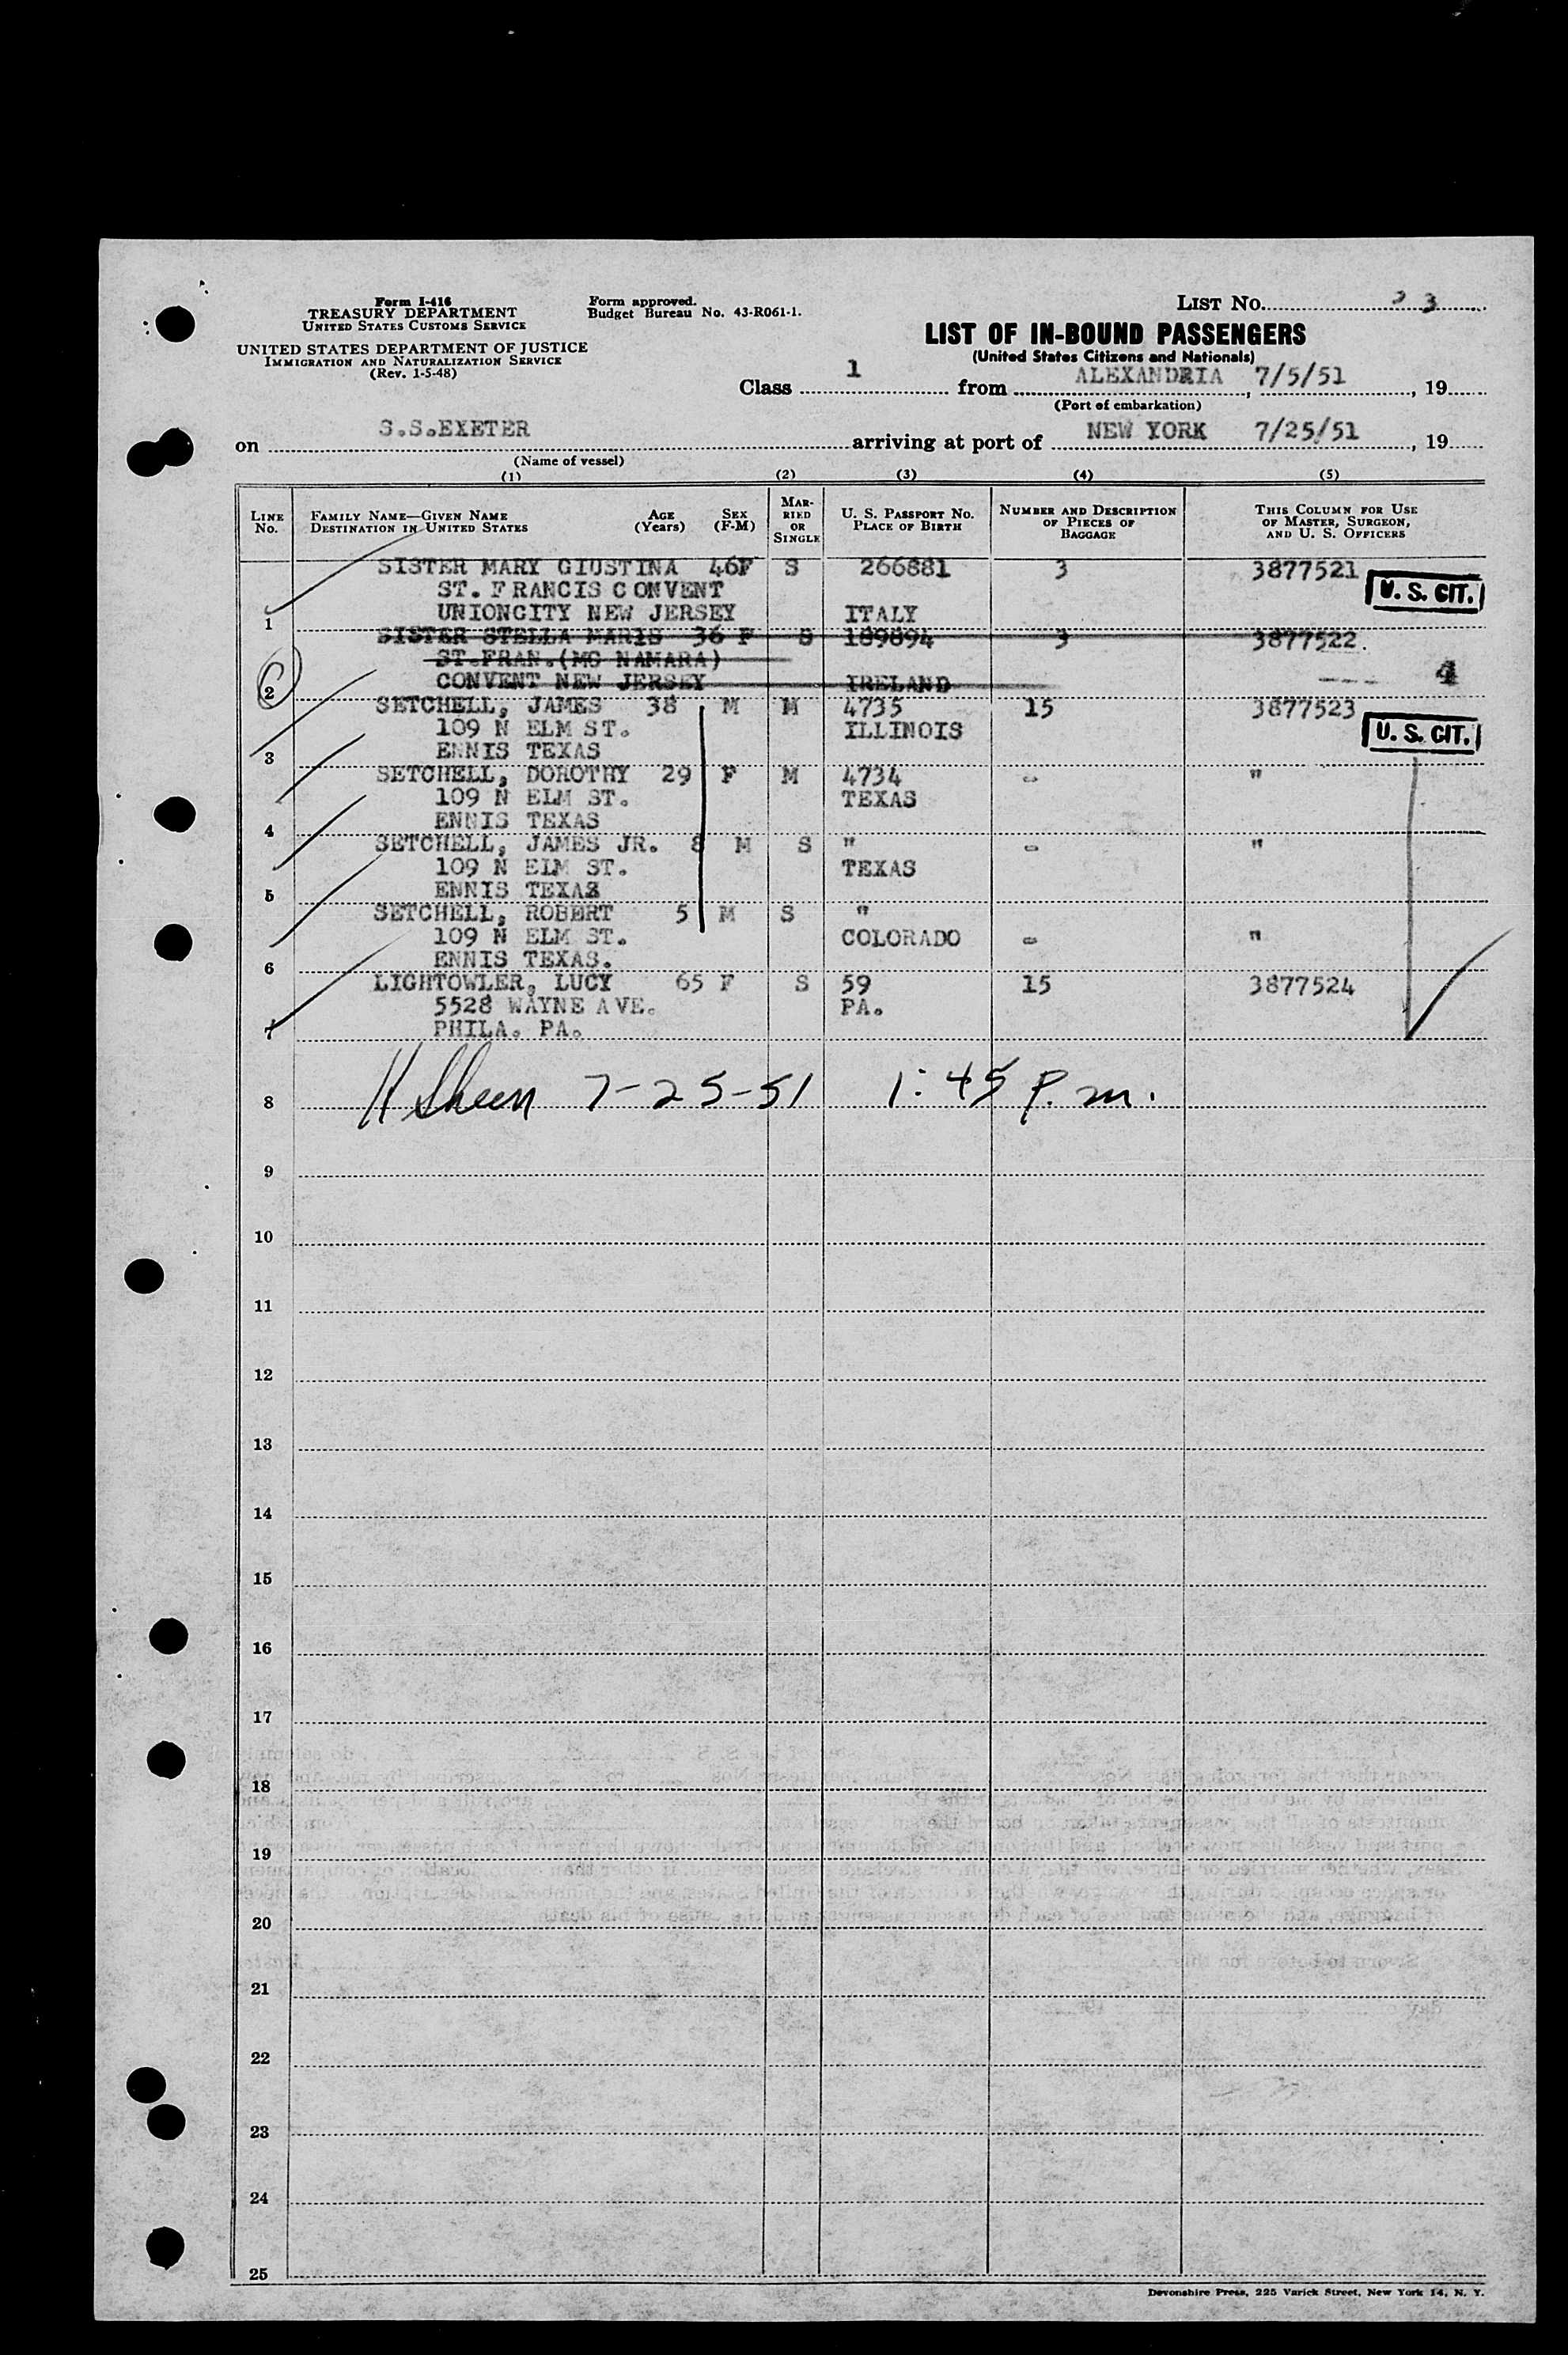 Form I-416
TREASURY DEPARTMENT
UNITED STATES CUSTOMS SERVICE
UNITED STATES DEPARTMENT OF JUSTICE
IMMIGRATION AND NATURALIZATION SERVICE
(Rev. 1-5-48)
Form approved.
Budget Bureau No. 43-R061-1.
LIST NO. 3
LIST OF IN-BOUND PASSENGERS
(United States Citizens and Nationals)
Class 1 from ALEXANDRIA, 7/5/51, 19
(Port of embarkation)
on S.S.EXETER arriving at port of NEW YORK 7/25/51, 19
(Name of vessel)
(1) (2) (3) (4) (5)
LINE NO. FAMILY NAME—GIVEN NAME DESTINATION IN UNITED STATES AGE (Years) SEX (F-M) MARRIED OR SINGLE U. S. PASSPORT NO. PLACE OF BIRTH NUMBER AND DESCRIPTION OF PIECES OF BAGGAGE THIS COLUMN FOR USE OF MASTER, SURGEON, AND U. S. OFFICERS
SISTER MARY GIUSTINA 46F S 266881 3 3877521
ST. FRANCIS CONVENT U. S. CIT.
1 UNIONCITY NEW JERSEY ITALY
SISTER STELLA MARIS 36 F S 189894 3 3877522.
ST.FRAN.(MC NAMARA) 4
2 CONVENT NEW JERSEY IRELAND
SETCHELL, JAMES 38 M M 4735 15 3877523
109 N ELM ST. ILLINOIS U. S. CIT.
3 ENNIS TEXAS
SETCHELL, DOROTHY 29 F M 4734 - "
109 N ELM ST. TEXAS
4 ENNIS TEXAS
SETCHELL, JAMES JR. 8 M S " - "
109 N ELM ST. TEXAS
5 ENNIS TEXAS
SETCHELL, ROBERT 5 M S "
109 N ELM ST. COLORADO - "
6 ENNIS TEXAS.
LIGHTOWLER, LUCY 65 F S 59 15 3877524
5528 WAYNE AVE. PA.
7 PHILA. PA.
8 H Sheen 7-25-51 1:45 P.m.
9
10
11
12
13
14
15
16
17
18
19
20
21
22
23
24
25
Devonshire Press, 225 Varick Street, New York 14, N. Y.